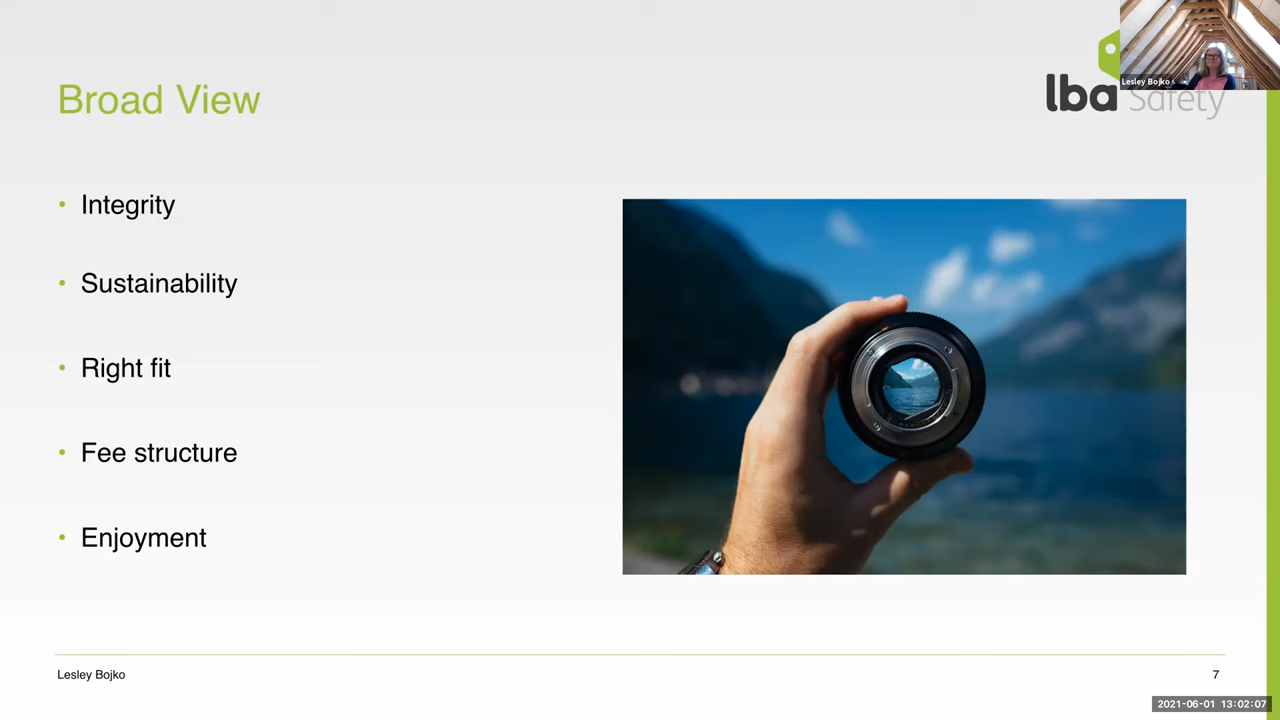 Broad View
Lesley Bojko
lba Safety
Integrity
Sustainability
Right fit
Fee structure
Enjoyment
Lesley Bojko
7
2021-06-01 13:02:07